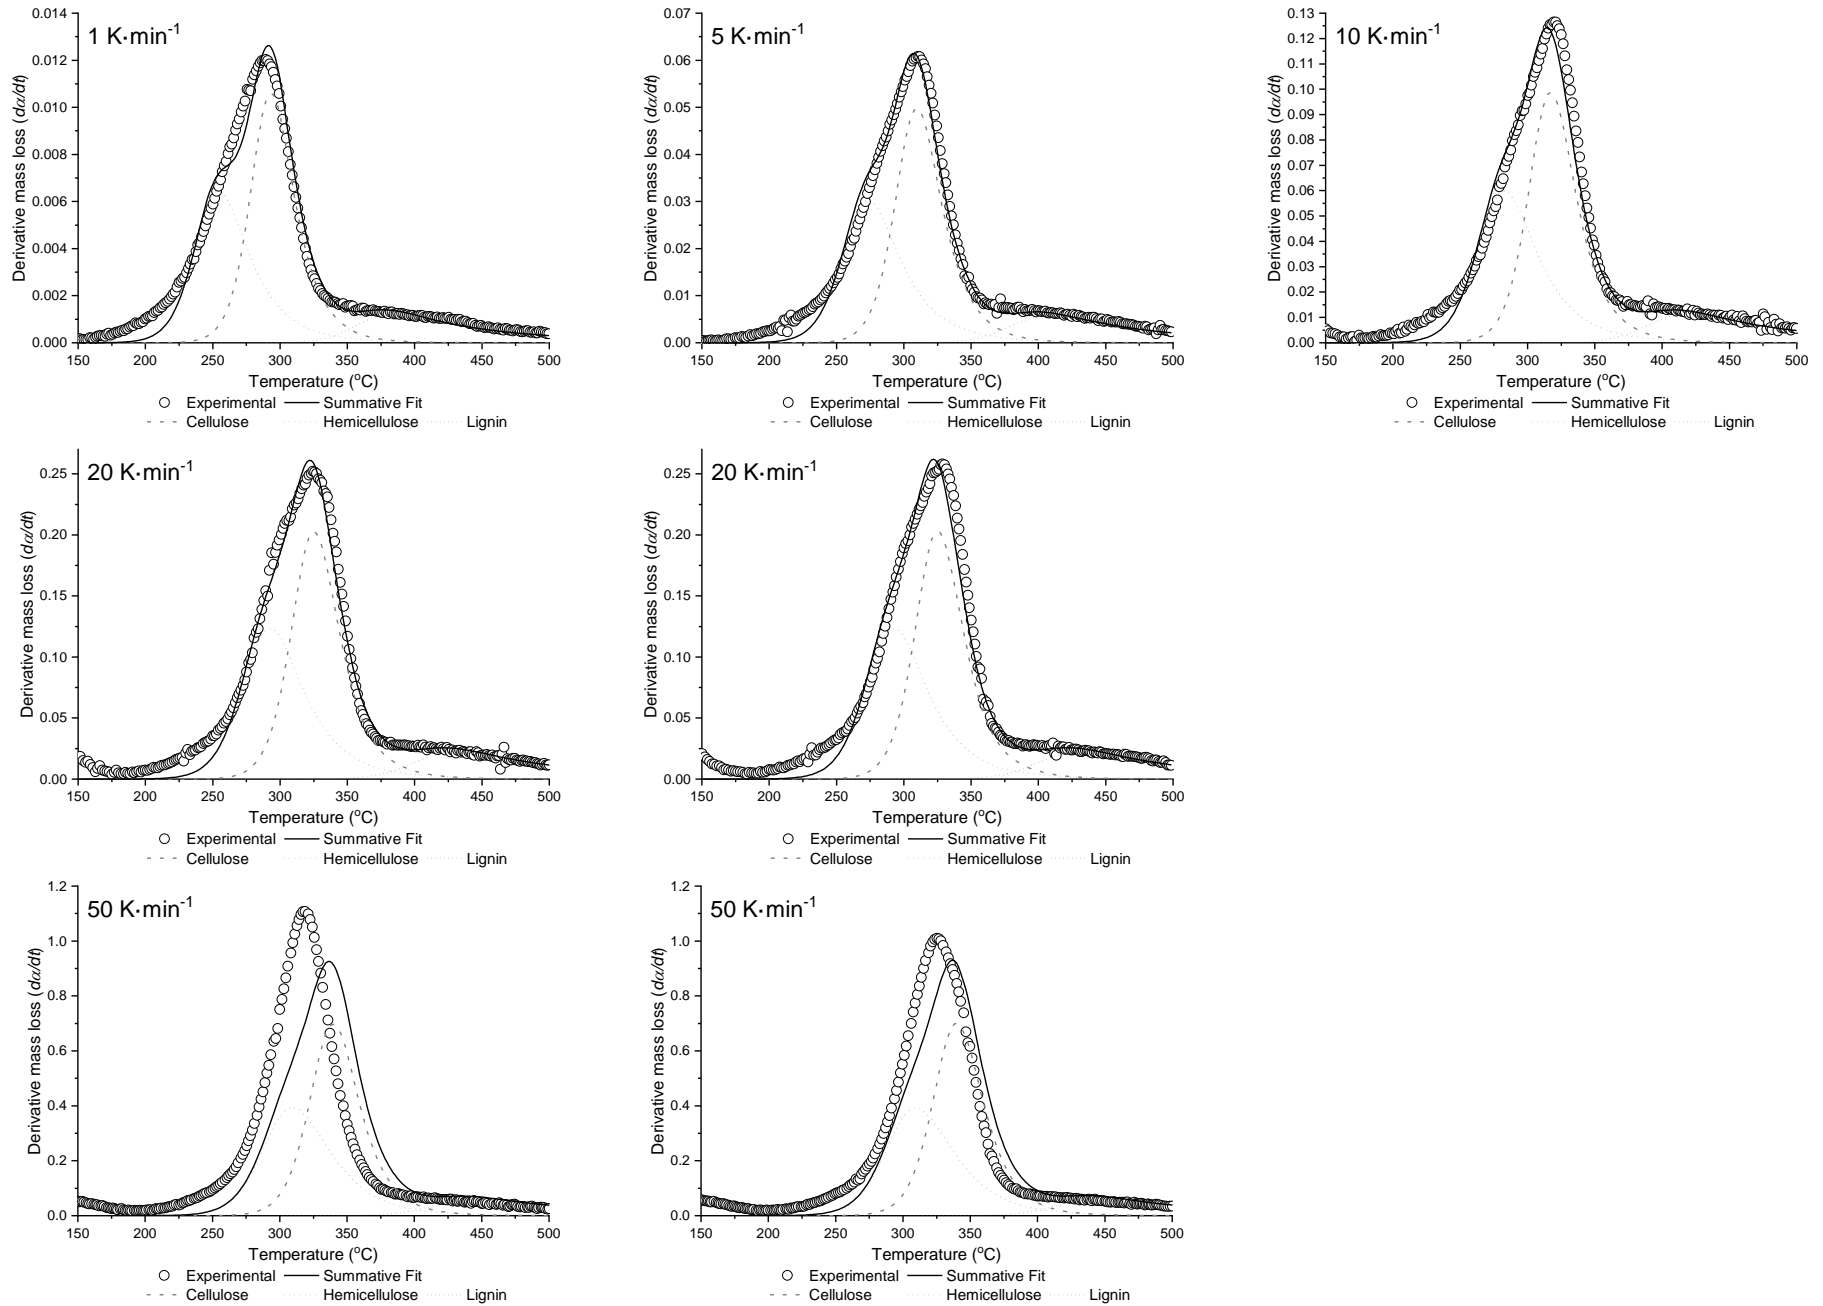 1 K·min⁻¹
Derivative mass loss (dα/dt)
0.014
0.012
0.010
0.008
0.006
0.004
0.002
0.000
150 200 250 300 350 400 450 500
Temperature (°C)
Experimental Summative Fit
Cellulose Hemicellulose Lignin
5 K·min⁻¹
Derivative mass loss (dα/dt)
0.07
0.06
0.05
0.04
0.03
0.02
0.01
0.00
150 200 250 300 350 400 450 500
Temperature (°C)
Experimental Summative Fit
Cellulose Hemicellulose Lignin
10 K·min⁻¹
Derivative mass loss (dα/dt)
0.13
0.12
0.11
0.10
0.09
0.08
0.07
0.06
0.05
0.04
0.03
0.02
0.01
0.00
150 200 250 300 350 400 450 500
Temperature (°C)
Experimental Summative Fit
Cellulose Hemicellulose Lignin
20 K·min⁻¹
Derivative mass loss (dα/dt)
0.25
0.20
0.15
0.10
0.05
0.00
150 200 250 300 350 400 450 500
Temperature (°C)
Experimental Summative Fit
Cellulose Hemicellulose Lignin
20 K·min⁻¹
Derivative mass loss (dα/dt)
0.25
0.20
0.15
0.10
0.05
0.00
150 200 250 300 350 400 450 500
Temperature (°C)
Experimental Summative Fit
Cellulose Hemicellulose Lignin
50 K·min⁻¹
Derivative mass loss (dα/dt)
1.2
1.0
0.8
0.6
0.4
0.2
0.0
150 200 250 300 350 400 450 500
Temperature (°C)
Experimental Summative Fit
Cellulose Hemicellulose Lignin
50 K·min⁻¹
Derivative mass loss (dα/dt)
1.2
1.0
0.8
0.6
0.4
0.2
0.0
150 200 250 300 350 400 450 500
Temperature (°C)
Experimental Summative Fit
Cellulose Hemicellulose Lignin